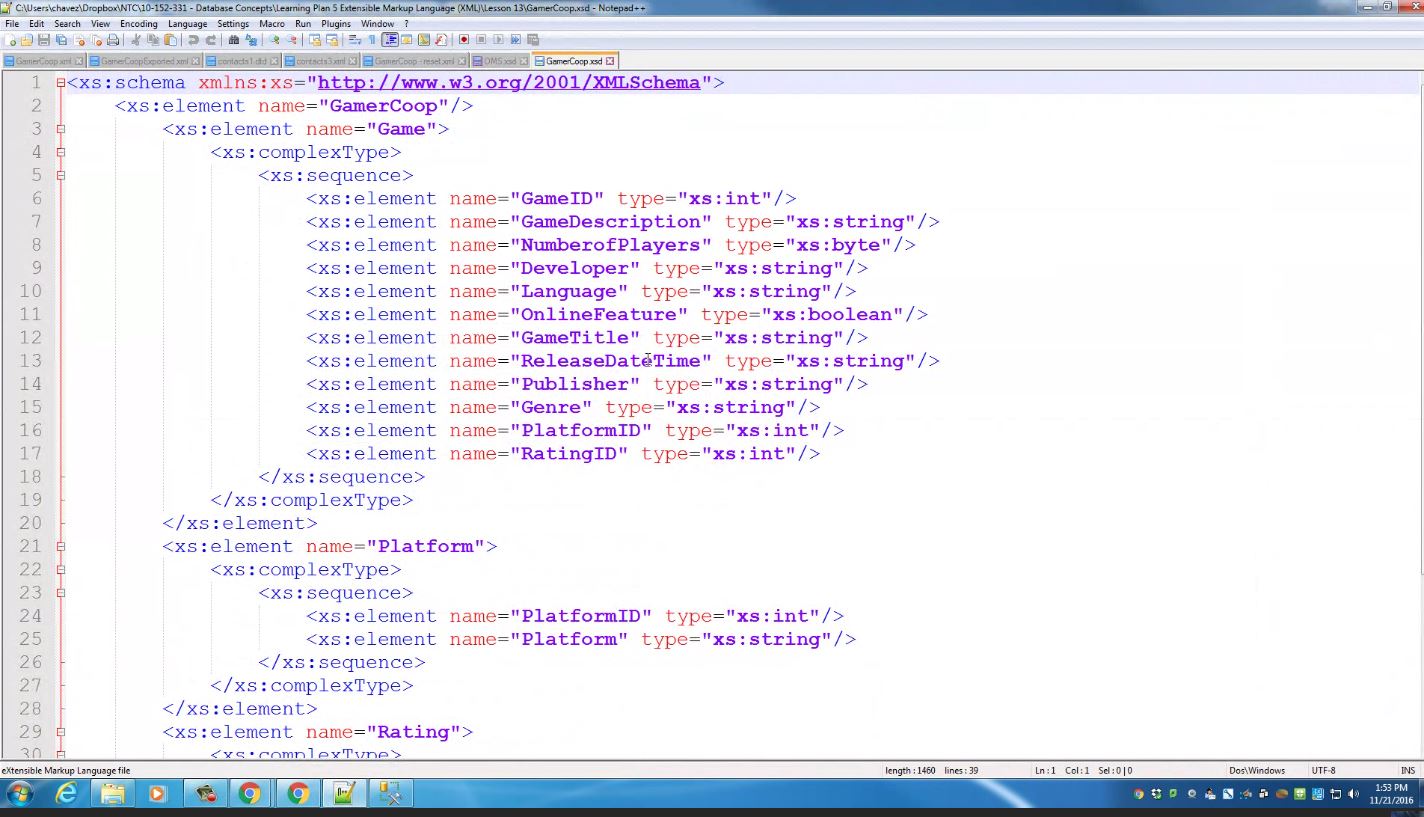 C:\Users\chavez\Dropbox\NTC\10-152-331 - Database Concepts\Learning Plan 5 Extensible Markup Language (XML)\Lesson 13\GamerCoop.xsd - Notepad++
File Edit Search View Encoding Language Settings Macro Run Plugins Window ?
GamerCoop.xml GamerCoopExported.xml contacts1-dtd contacts3.xml GamerCoop - reset.xml OMS.xsd GamerCoop.xsd
1 <xs:schema xmlns:xs="http://www.w3.org/2001/XMLSchema">
2 <xs:element name="GamerCoop"/>
3 <xs:element name="Game">
4 <xs:complexType>
5 <xs:sequence>
6 <xs:element name="GameID" type="xs:int"/>
7 <xs:element name="GameDescription" type="xs:string"/>
8 <xs:element name="NumberofPlayers" type="xs:byte"/>
9 <xs:element name="Developer" type="xs:string"/>
10 <xs:element name="Language" type="xs:string"/>
11 <xs:element name="OnlineFeature" type="xs:boolean"/>
12 <xs:element name="GameTitle" type="xs:string"/>
13 <xs:element name="ReleaseDateTime" type="xs:string"/>
14 <xs:element name="Publisher" type="xs:string"/>
15 <xs:element name="Genre" type="xs:string"/>
16 <xs:element name="PlatformID" type="xs:int"/>
17 <xs:element name="RatingID" type="xs:int"/>
18 </xs:sequence>
19 </xs:complexType>
20 </xs:element>
21 <xs:element name="Platform">
22 <xs:complexType>
23 <xs:sequence>
24 <xs:element name="PlatformID" type="xs:int"/>
25 <xs:element name="Platform" type="xs:string"/>
26 </xs:sequence>
27 </xs:complexType>
28 </xs:element>
29 <xs:element name="Rating">
30 <xs:complexType>
eXtensible Markup Language file length : 1460 lines : 39 Ln : 1 Col : 1 Sel : 0 | 0 Dos\Windows UTF-8 INS
1:53 PM
11/21/2016